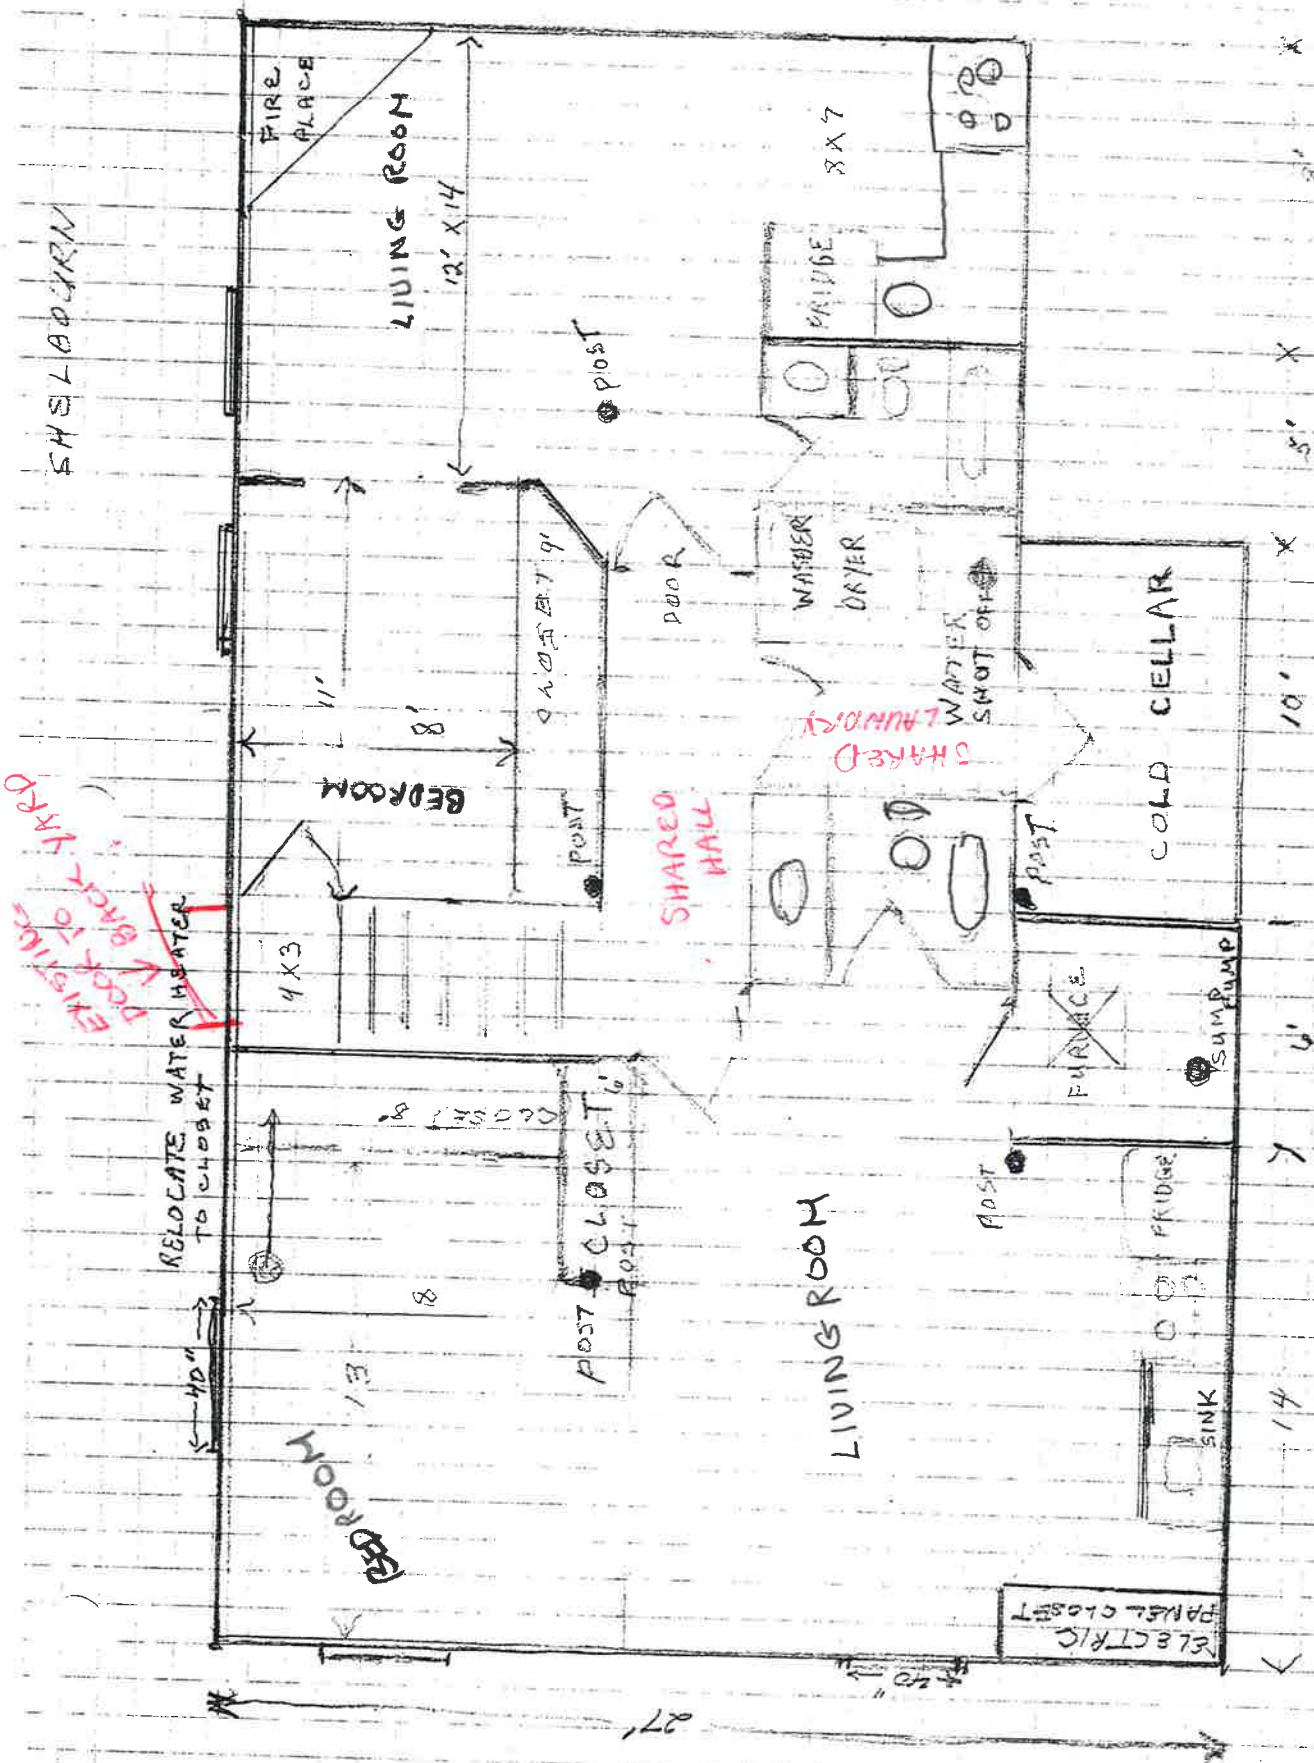 FIRE
PLACE
LIVING ROOM
12' X 14
8 X 7
FRIDGE
POST
11'
8'
BEDROOM
CLOSET 9'
DOOR
WASHER
DRYER
WATER
SHUT OFF
SHARED
LAUNDRY
SHARED
HALL
COLD CELLAR
POST
POST
EXISTING
DOOR TO
BACK YARD
4 X 3
RELOCATE WATER HEATER
TO CLOSET
FURNACE
SUMP
PUMP
CLOSET 8'
CLOSET 6'
POST
POST
POST
40"
8
13
BEDROOM
LIVING ROOM
FRIDGE
SINK
ELECTRIC
PANEL CLOSET
40"
27'
14
6'
10'
5'